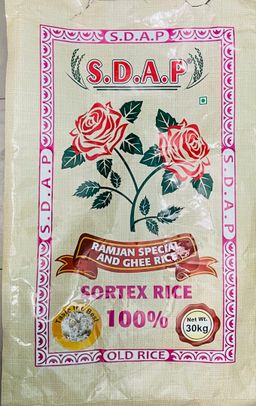 S.D.A.P
S.D.A.P
®
S.D.A.P
S.D.A.P
RAMJAN SPECIAL
AND GHEE RICE
SORTEX RICE
100%
Net Wt.
30kg
OLD RICE